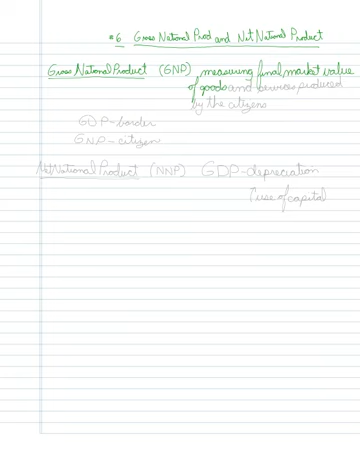 #6 Gross National Prod and Net National Product
Gross National Product (GNP) measuring final market value
of goods and services produced
by the citizens
GDP-border
GNP-citizen
Net National Product (NNP) GDP-depreciation
↑use of capital